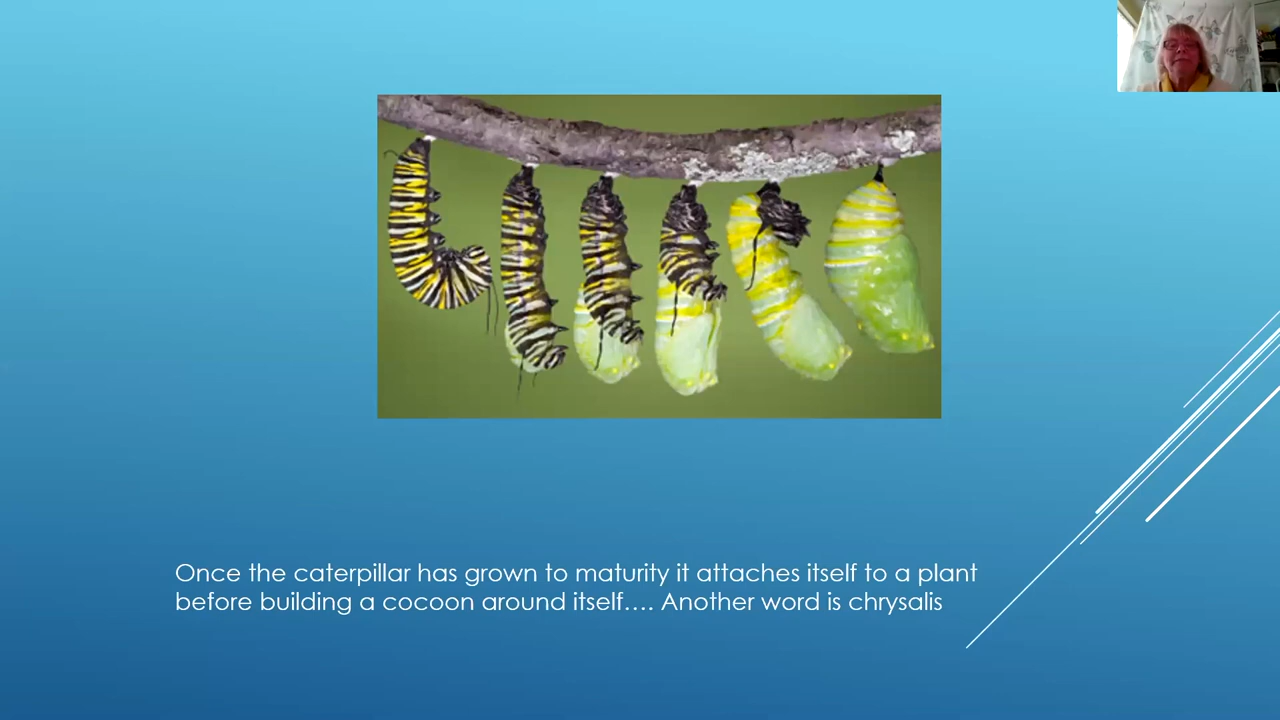 Once the caterpillar has grown to maturity it attaches itself to a plant
before building a cocoon around itself…. Another word is chrysalis